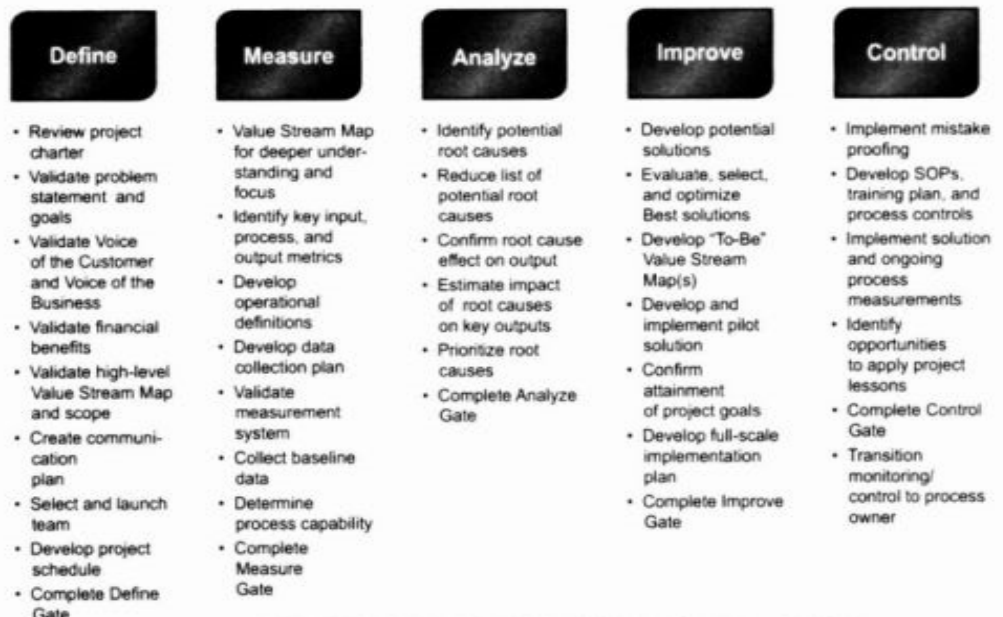 Define
• Review project
charter
• Validate problem
statement and
goals
• Validate Voice
of the Customer
and Voice of the
Business
• Validate financial
benefits
• Validate high-level
Value Stream Map
and scope
• Create communi-
cation
plan
• Select and launch
team
• Develop project
schedule
• Complete Define
Gate
Measure
• Value Stream Map
for deeper under-
standing and
focus
• Identify key input,
process, and
output metrics
• Develop
operational
definitions
• Develop data
collection plan
• Validate
measurement
system
• Collect baseline
data
• Determine
process capability
• Complete
Measure
Gate
Analyze
• Identify potential
root causes
• Reduce list of
potential root
causes
• Confirm root cause
effect on output
• Estimate impact
of root causes
on key outputs
• Prioritize root
causes
• Complete Analyze
Gate
Improve
• Develop potential
solutions
• Evaluate, select,
and optimize
Best solutions
• Develop “To-Be”
Value Stream
Map(s)
• Develop and
implement pilot
solution
• Confirm
attainment
of project goals
• Develop full-scale
implementation
plan
• Complete Improve
Gate
Control
• Implement mistake
proofing
• Develop SOPs,
training plan, and
process controls
• Implement solution
and ongoing
process
measurements
• Identify
opportunities
to apply project
lessons
• Complete Control
Gate
• Transition
monitoring/
control to process
owner